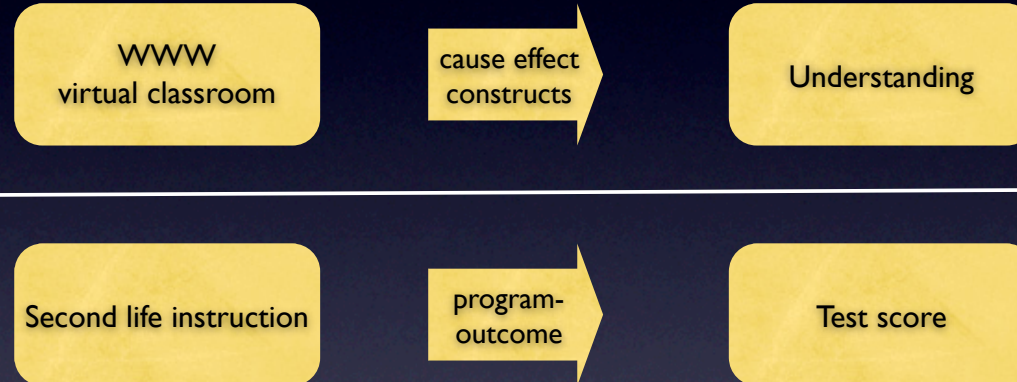 WWW
virtual classroom
cause effect
constructs
Understanding
Second life instruction
program-
outcome
Test score